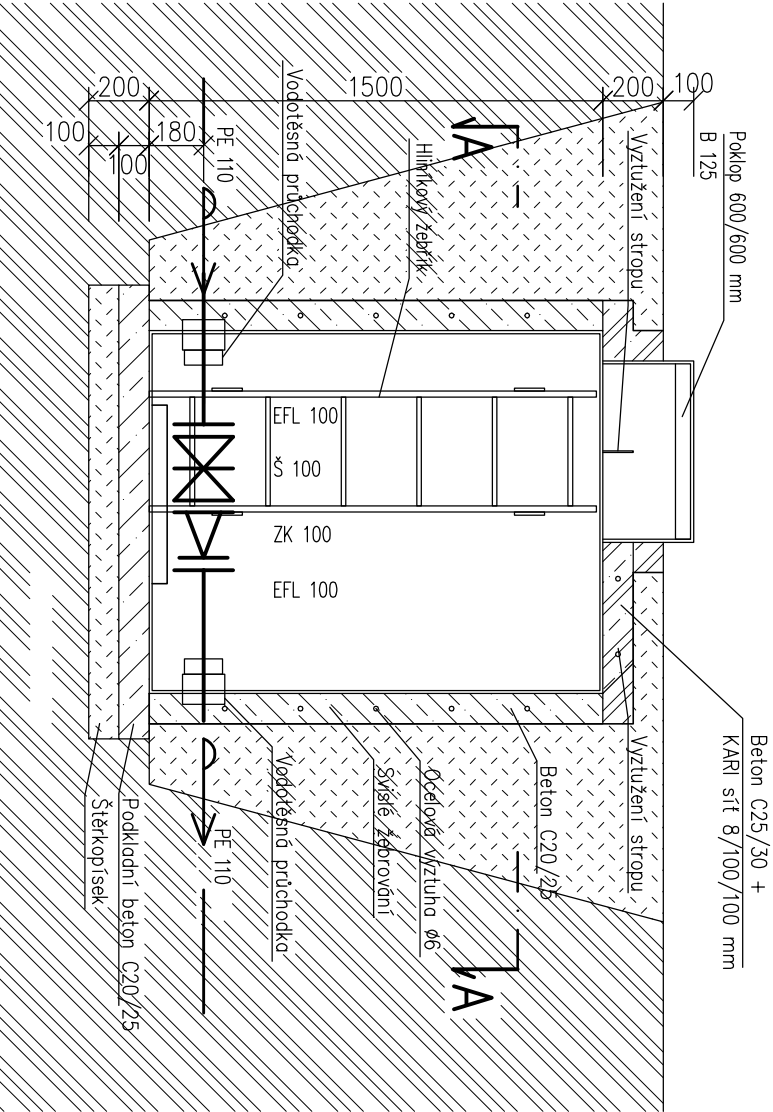 Poklop 600/600 mm
B 125
Beton C25/30 +
KARI síť 8/100/100 mm
Vyztužení stropu
Vyztužení stropu
100
200
1500
200
180
100
100
A
A
Hliníkový žebřík
Vodotěsná průchodka
PE 110
EFL 100
Š 100
ZK 100
EFL 100
Beton C20/25
Ocelová výztuha ø6
Svislé žebrování
Vodotěsná průchodka
PE 110
Podkladní beton C20/25
Štěrkopísek